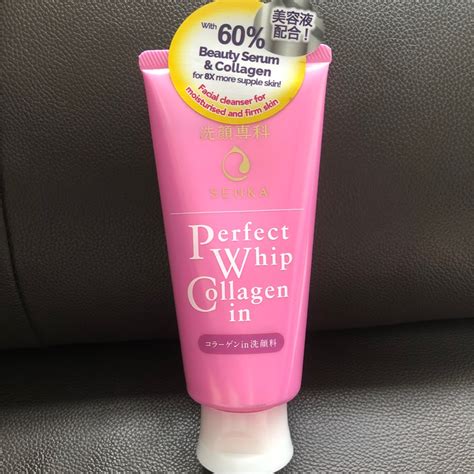 With 60%
Beauty Serum
& Collagen
for 8X more supple skin!
Facial cleanser for
moisturised and firm skin
美容液
配合！
洗顔専科
SENKA
Perfect
Whip
Collagen
in
コラーゲンin洗顔料